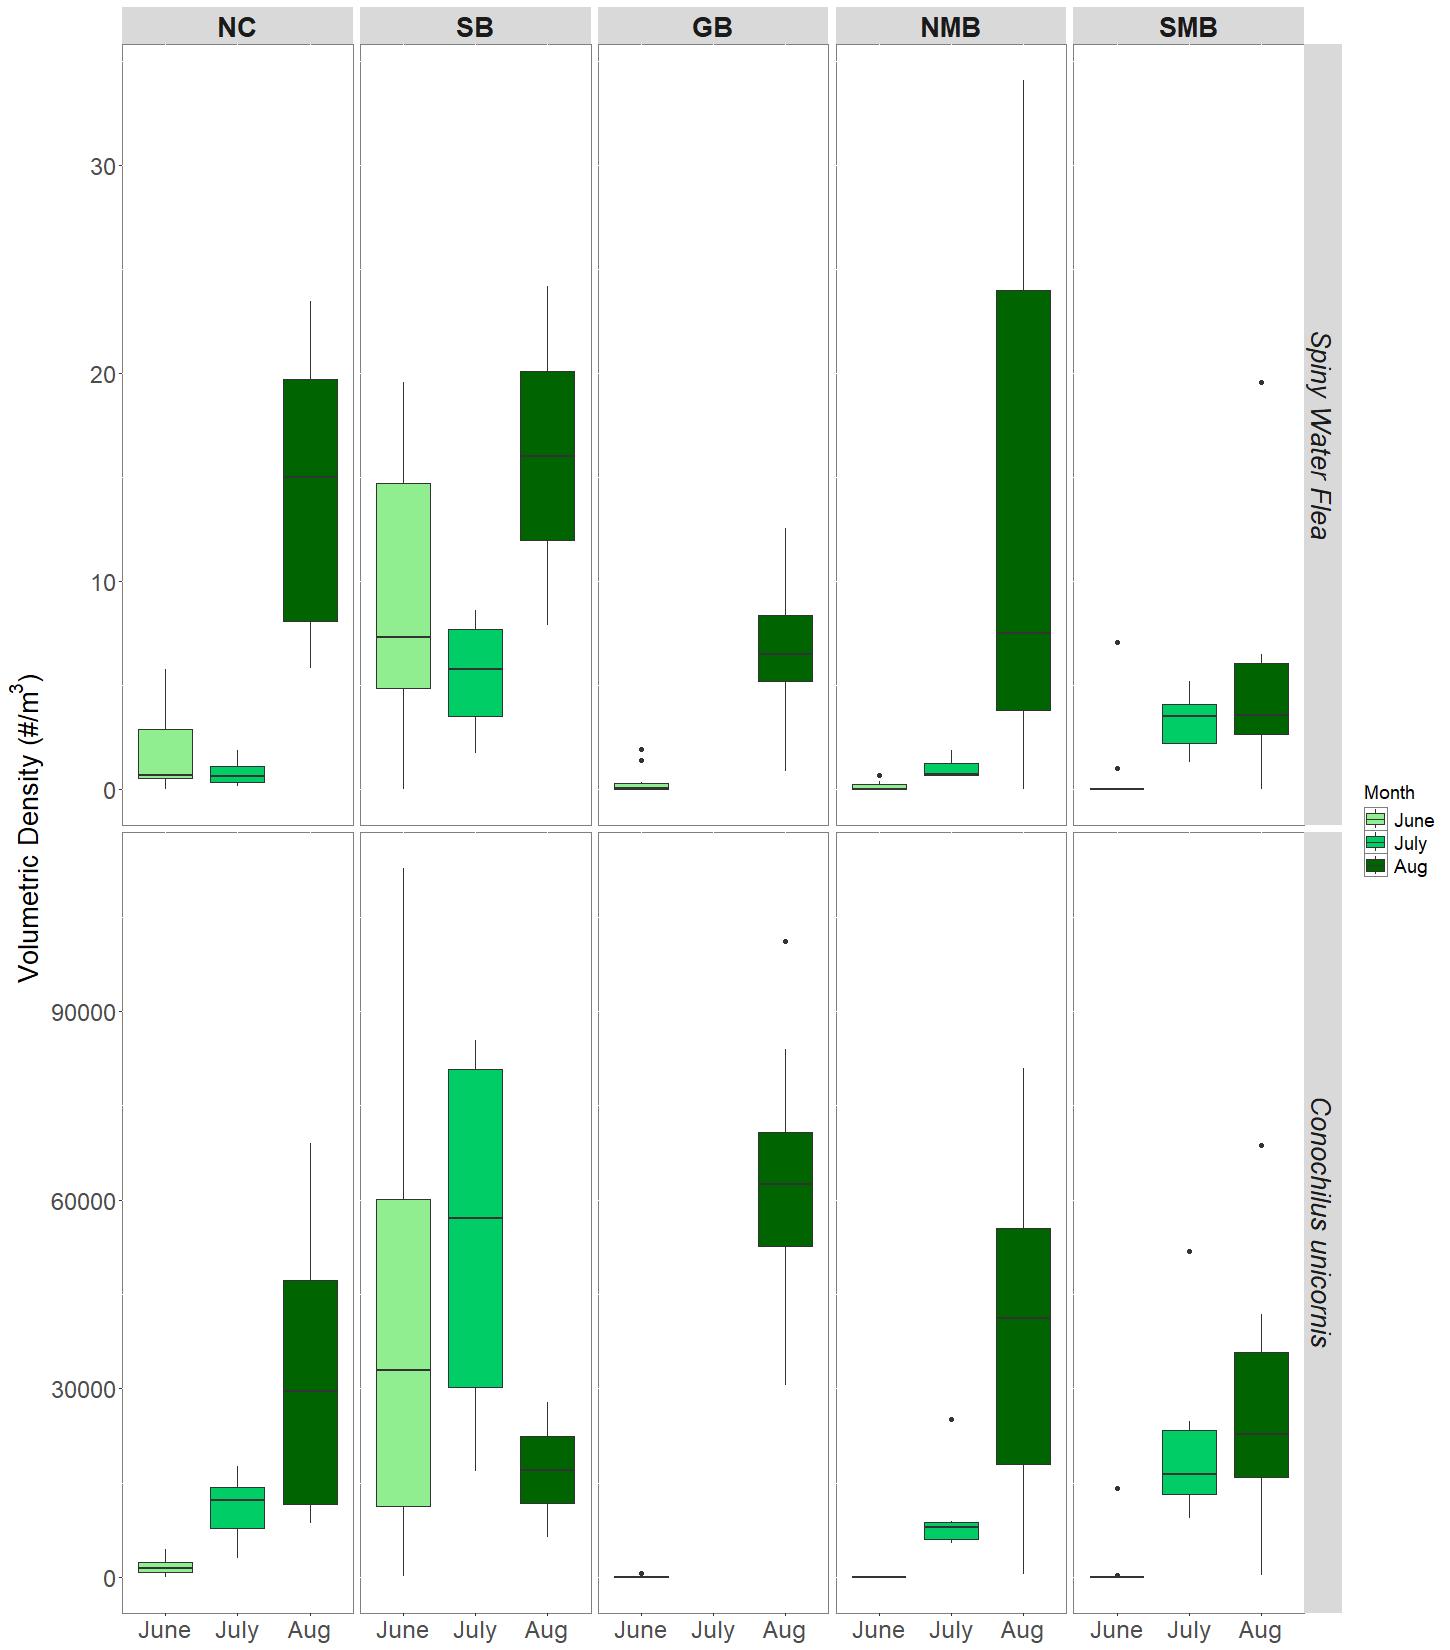 NC SB GB NMB SMB
30
20
10
0
Spiny Water Flea
Volumetric Density (#/m³)
90000
60000
30000
0
Conochilus unicornis
June July Aug June July Aug June July Aug June July Aug June July Aug
Month
June
July
Aug